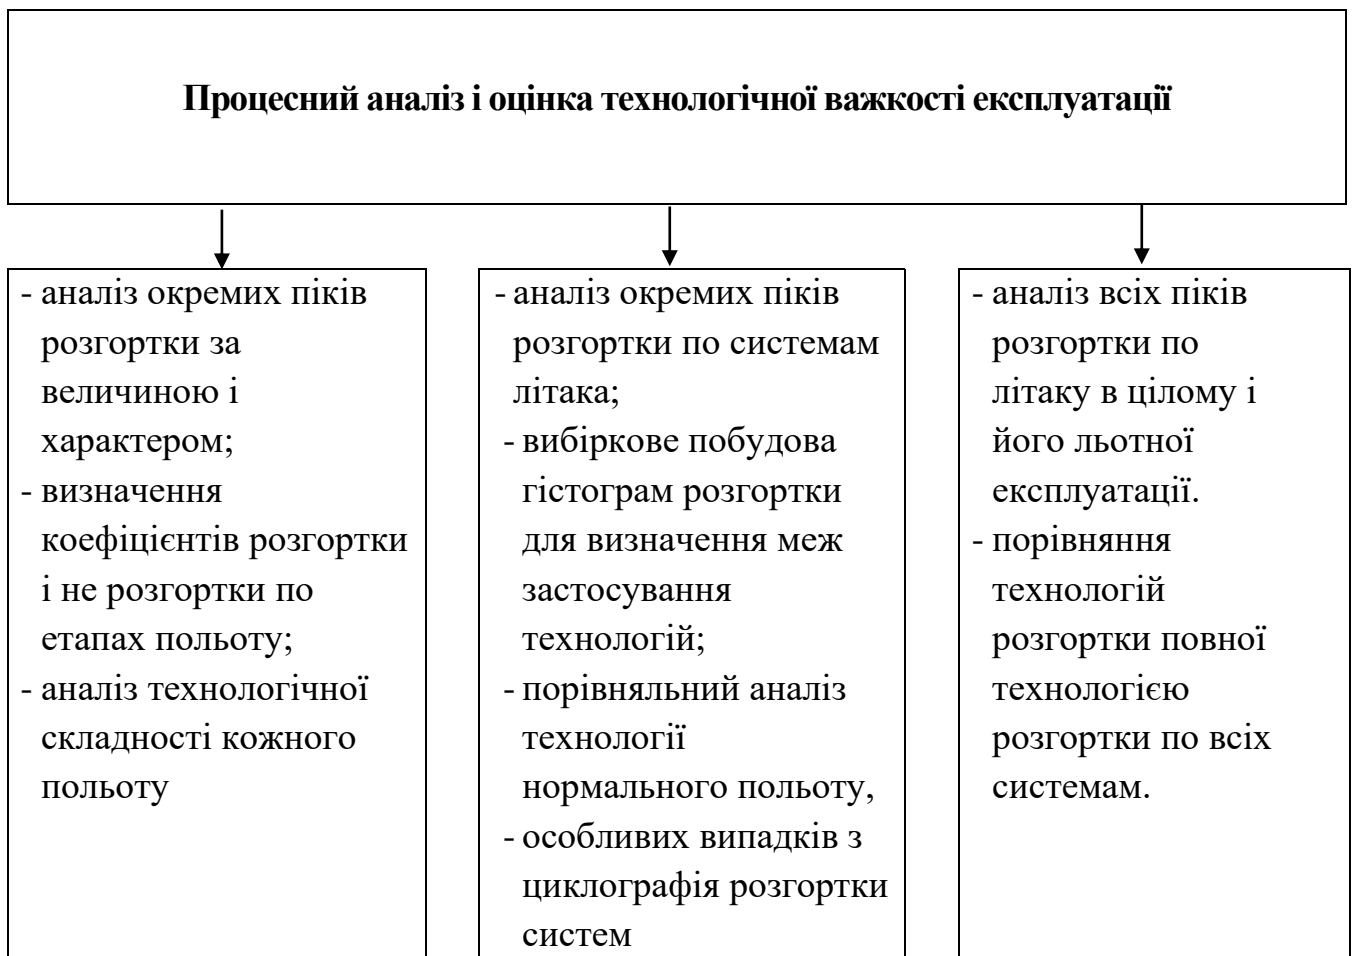 Процесний аналіз і оцінка технологічної важкості експлуатації
- аналіз окремих піків
розгортки за
величиною і
характером;
- визначення
коефіцієнтів розгортки
і не розгортки по
етапах польоту;
- аналіз технологічної
складності кожного
польоту
- аналіз окремих піків
розгортки по системам
літака;
- вибіркове побудова
гістограм розгортки
для визначення меж
застосування
технологій;
- порівняльний аналіз
технології
нормального польоту,
- особливих випадків з
циклографія розгортки
систем
- аналіз всіх піків
розгортки по
літаку в цілому і
його льотної
експлуатації.
- порівняння
технологій
розгортки повної
технологією
розгортки по всіх
системам.